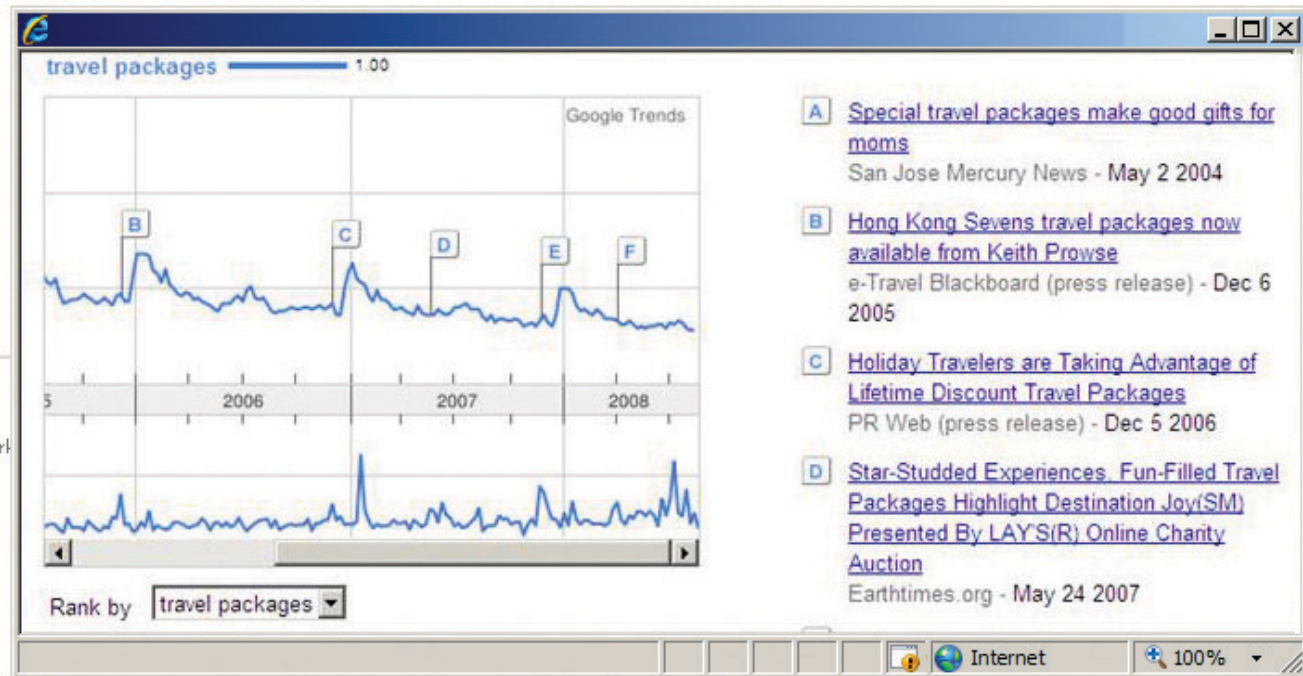 travel packages 1.00
Google Trends
B
C
D
E
F
2006
2007
2008
Rank by travel packages
A Special travel packages make good gifts for
moms
San Jose Mercury News - May 2 2004
B Hong Kong Sevens travel packages now
available from Keith Prowse
e-Travel Blackboard (press release) - Dec 6
2005
C Holiday Travelers are Taking Advantage of
Lifetime Discount Travel Packages
PR Web (press release) - Dec 5 2006
D Star-Studded Experiences, Fun-Filled Travel
Packages Highlight Destination Joy(SM)
Presented By LAY'S(R) Online Charity
Auction
Earthtimes.org - May 24 2007
Internet 100%